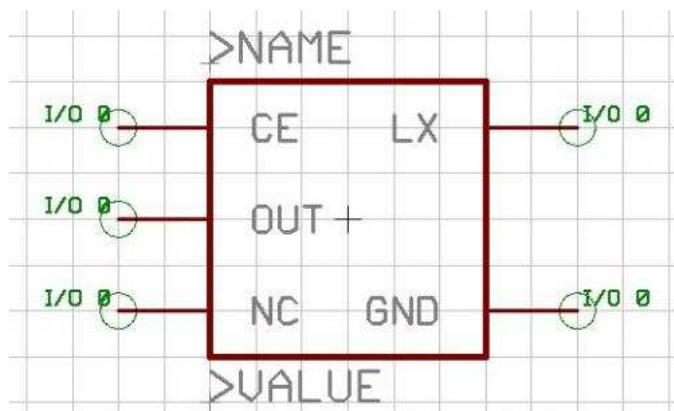 >NAME
I/O 0 CE LX I/O 0
I/O 0 OUT
I/O 0 NC GND I/O 0
>VALUE